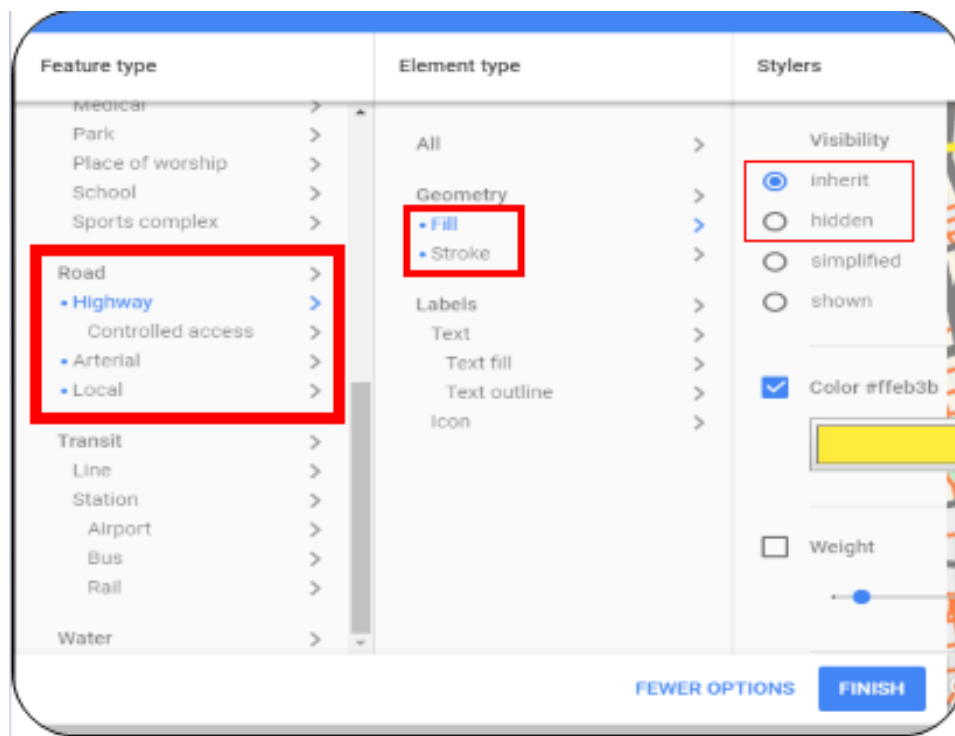 Feature type
Element type
Stylers
Medical
Park
Place of worship
School
Sports complex
Road
Highway
Controlled access
Arterial
Local
Transit
Line
Station
Airport
Bus
Rail
Water
All
Geometry
Fill
Stroke
Labels
Text
Text fill
Text outline
Icon
Visibility
inherit
hidden
simplified
shown
Color #ffeb3b
Weight
FEWER OPTIONS
FINISH